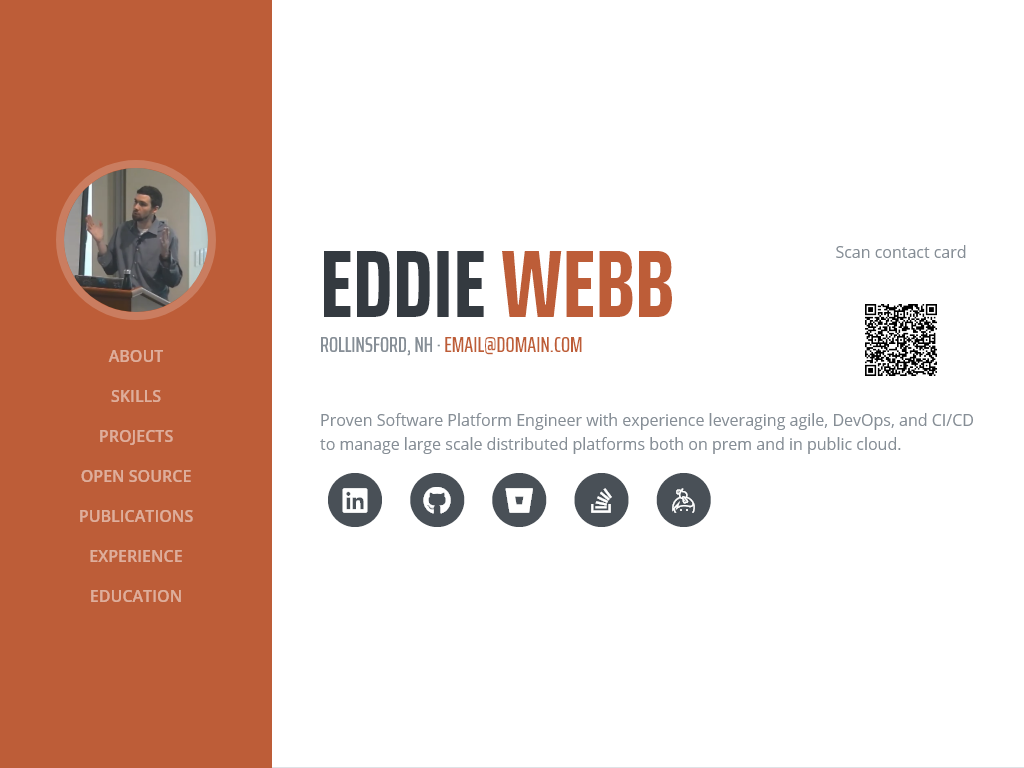 ABOUT
SKILLS
PROJECTS
OPEN SOURCE
PUBLICATIONS
EXPERIENCE
EDUCATION
EDDIE WEBB
ROLLINSFORD, NH · EMAIL@DOMAIN.COM
Scan contact card
Proven Software Platform Engineer with experience leveraging agile, DevOps, and CI/CD
to manage large scale distributed platforms both on prem and in public cloud.